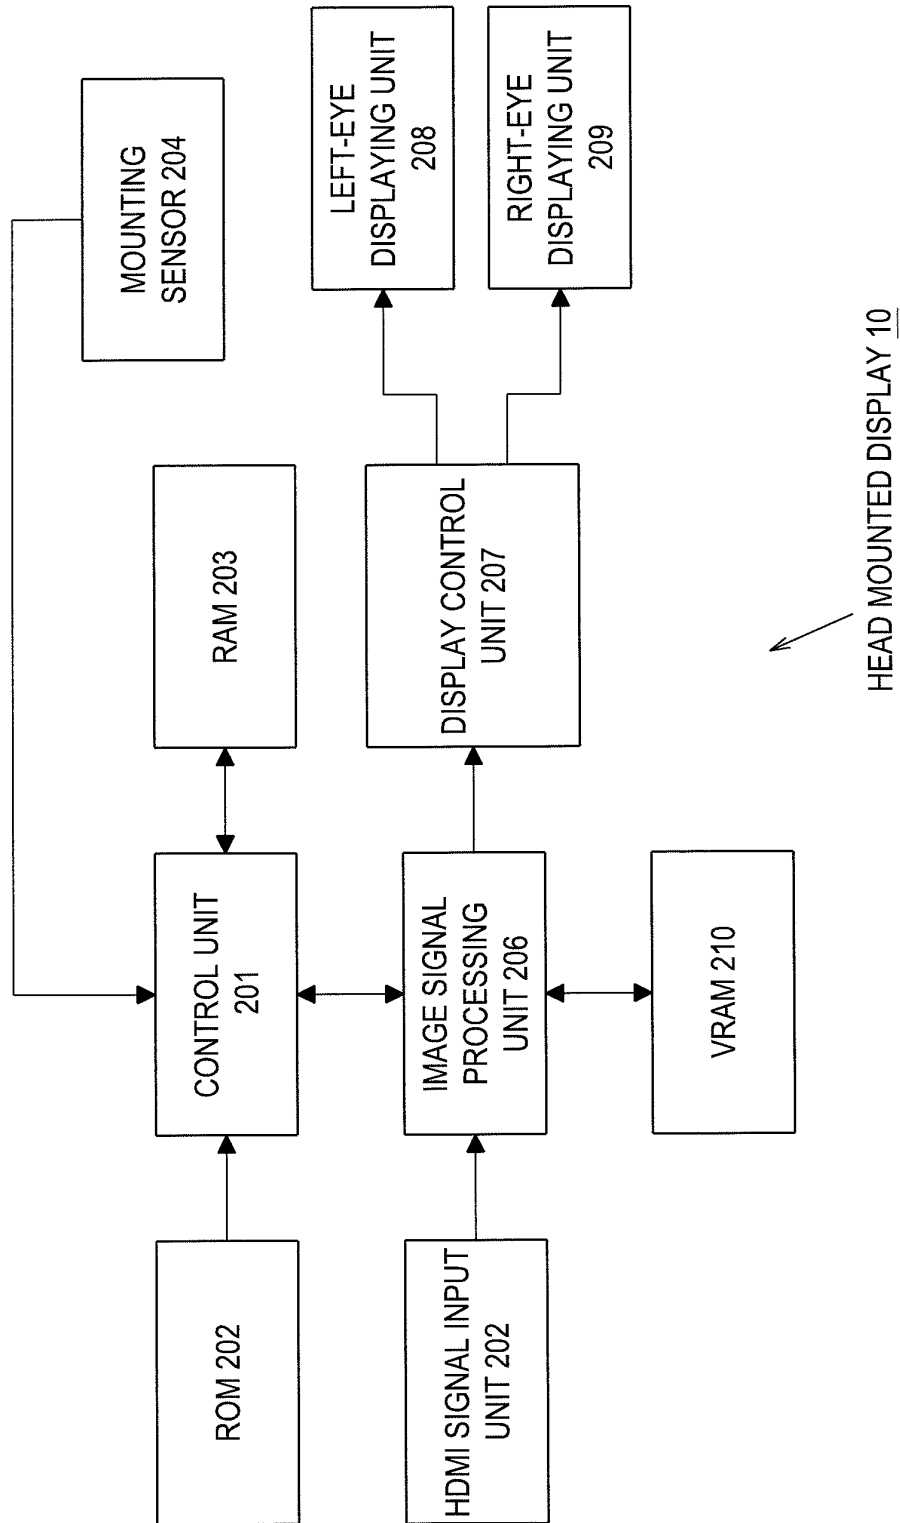 MOUNTING
SENSOR 204
ROM 202
CONTROL UNIT
201
RAM 203
HDMI SIGNAL INPUT
UNIT 202
IMAGE SIGNAL
PROCESSING
UNIT 206
DISPLAY CONTROL
UNIT 207
LEFT-EYE
DISPLAYING UNIT
208
RIGHT-EYE
DISPLAYING UNIT
209
VRAM 210
HEAD MOUNTED DISPLAY 10